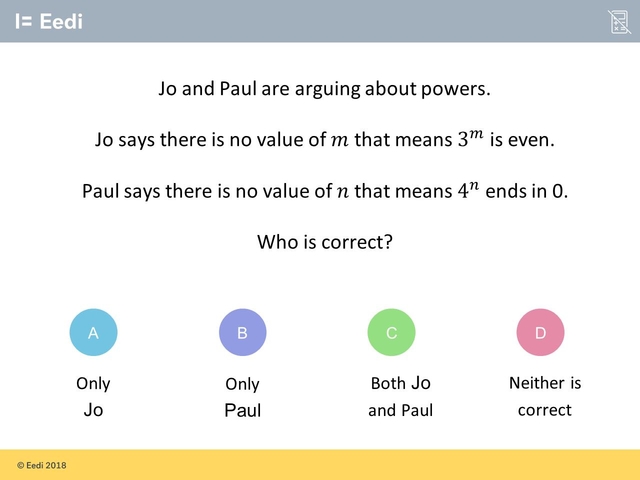 Eedi
Jo and Paul are arguing about powers.
Jo says there is no value of m that means 3^m is even.
Paul says there is no value of n that means 4^n ends in 0.
Who is correct?
A
B
C
D
Only
Jo
Only
Paul
Both Jo
and Paul
Neither is
correct
© Eedi 2018